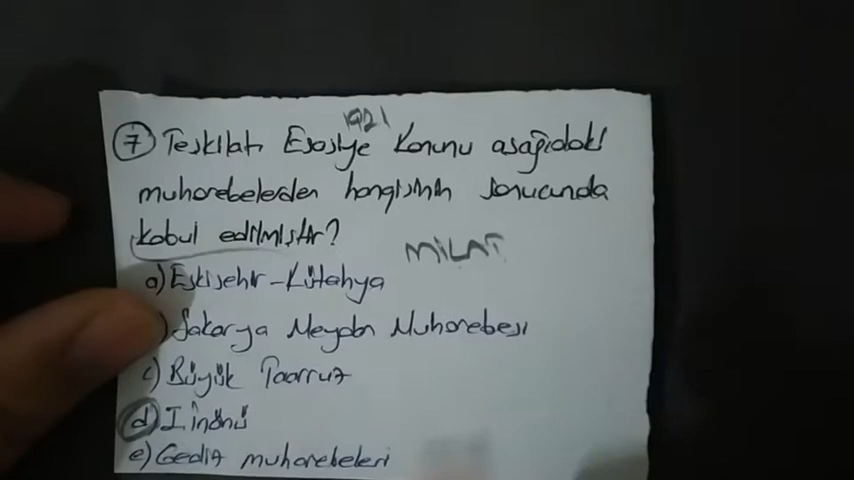 1921
7 Teşkilatı Esasiye Kanunu aşağıdaki
muharebelerden hangisinin sonucunda
kabul edilmiştir?
MİLAT
a) Eskişehir-Kütahya
) Sakarya Meydan Muharebesi
c) Büyük Taarruz
d) I. inönü
e) Gediz muharebeleri